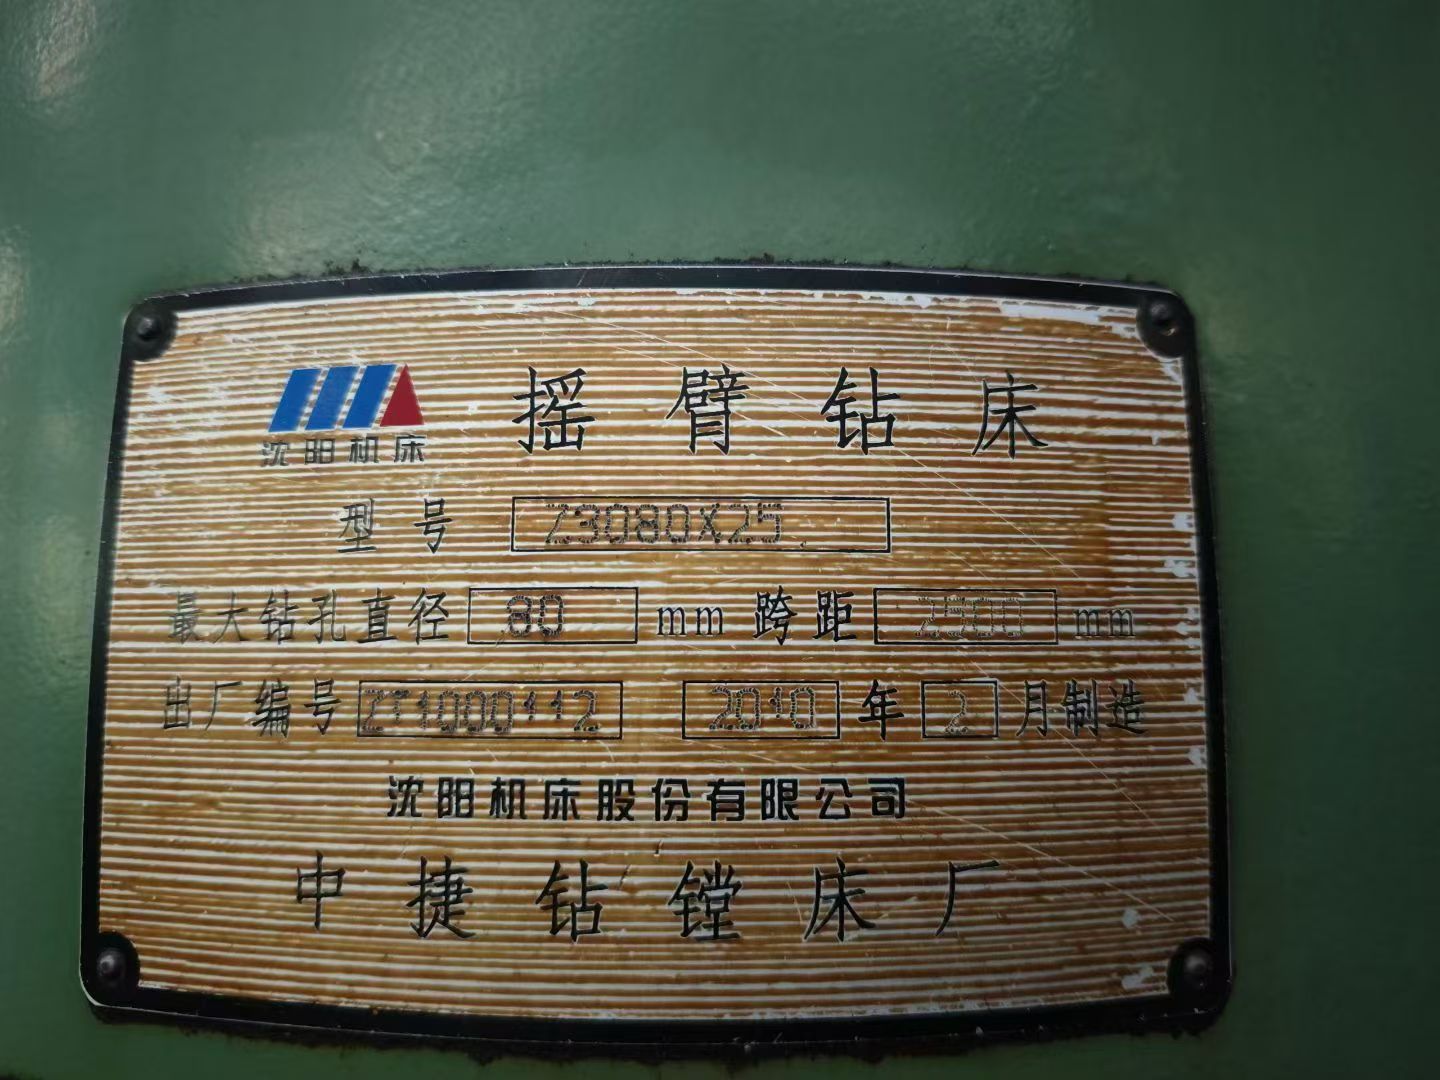 沈阳机床
摇臂钻床
型号 Z3080X25
最大钻孔直径 80 mm 跨距 2500 mm
出厂编号 ZT1000112 2010 年 2 月制造
沈阳机床股份有限公司
中捷钻镗床厂